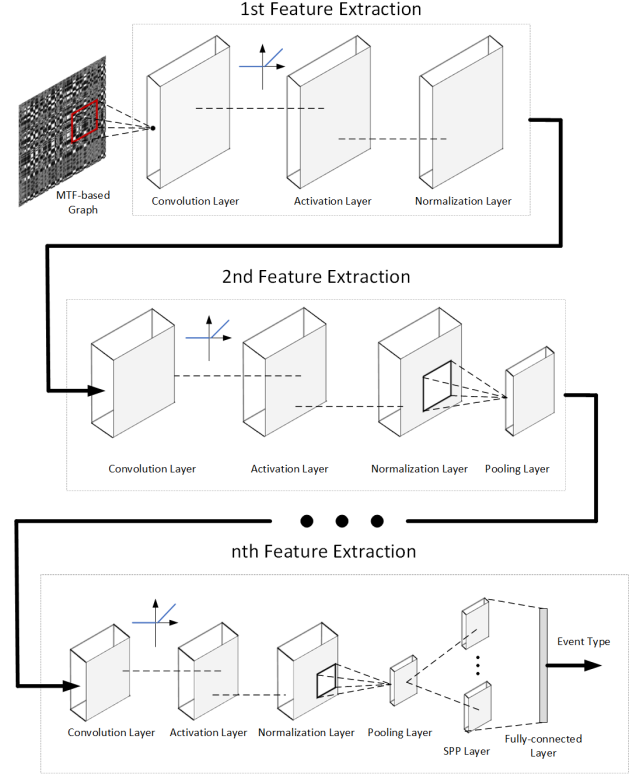 1st Feature Extraction
MTF-based
Graph
Convolution Layer
Activation Layer
Normalization Layer
2nd Feature Extraction
Convolution Layer
Activation Layer
Normalization Layer
Pooling Layer
nth Feature Extraction
Event Type
Convolution Layer
Activation Layer
Normalization Layer
Pooling Layer
SPP Layer
Fully-connected
Layer